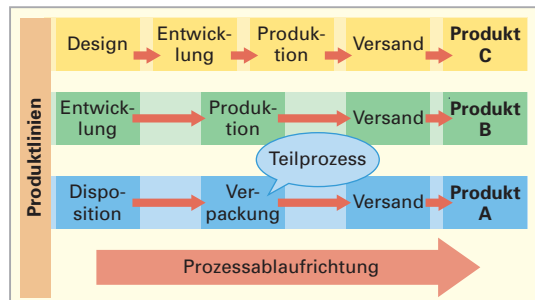 Produktlinien
Design
Entwick-
lung
Produk-
tion
Versand
Produkt
C
Entwick-
lung
Produk-
tion
Versand
Produkt
B
Teilprozess
Dispo-
sition
Ver-
packung
Versand
Produkt
A
Prozessablaufrichtung